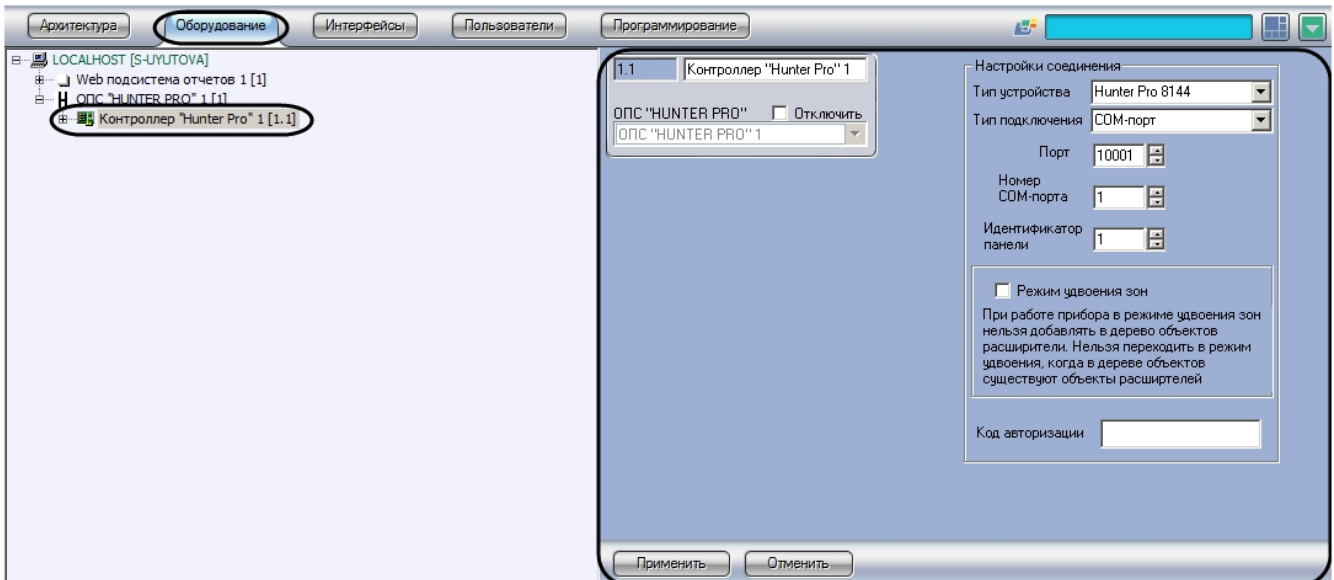 Архитектура Оборудование Интерфейсы Пользователи Программирование
LOCALHOST [S-UYUTOVA]
Web подсистема отчетов 1 [1]
ОПС "HUNTER PRO" 1 [1]
Контроллер "Hunter Pro" 1 [1.1]
1.1 Контроллер "Hunter Pro" 1
ОПС "HUNTER PRO" Отключить
ОПС "HUNTER PRO" 1
Настройки соединения
Тип устройства Hunter Pro 8144
Тип подключения COM-порт
Порт 10001
Номер
COM-порта 1
Идентификатор
панели 1
Режим удвоения зон
При работе прибора в режиме удвоения зон
нельзя добавлять в дерево объектов
расширители. Нельзя переходить в режим
удвоения, когда в дереве объектов
существуют объекты расширтелей
Код авторизации
Применить Отменить